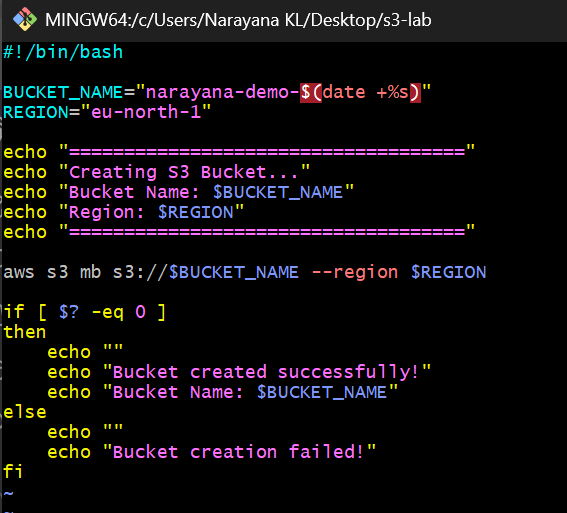 MINGW64:/c/Users/Narayana KL/Desktop/s3-lab
#!/bin/bash
BUCKET_NAME="narayana-demo-$(date +%s)"
REGION="eu-north-1"
echo "===================================="
echo "Creating S3 Bucket..."
echo "Bucket Name: $BUCKET_NAME"
echo "Region: $REGION"
echo "===================================="
aws s3 mb s3://$BUCKET_NAME --region $REGION
if [ $? -eq 0 ]
then
    echo ""
    echo "Bucket created successfully!"
    echo "Bucket Name: $BUCKET_NAME"
else
    echo ""
    echo "Bucket creation failed!"
fi
~
~